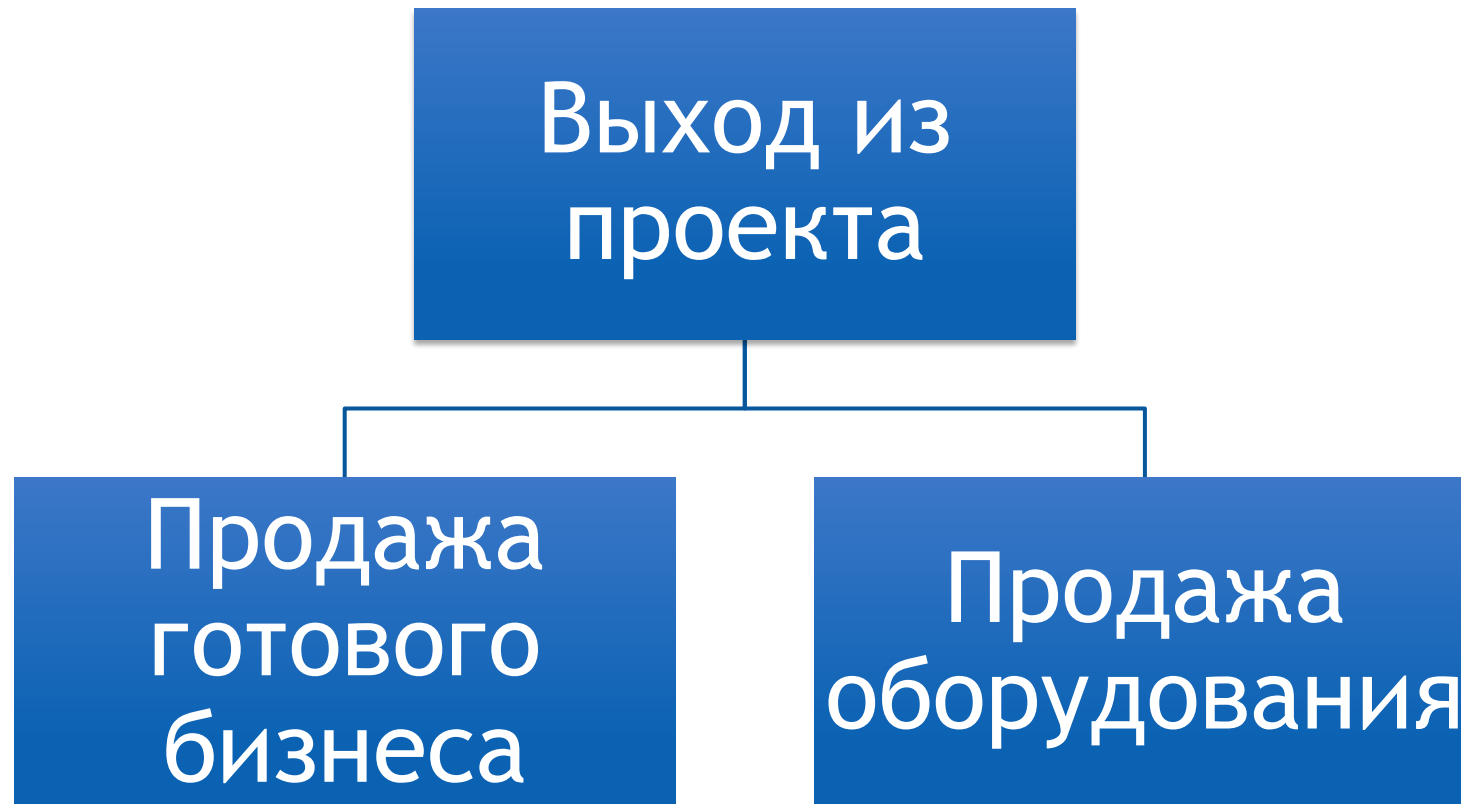 Выход из
проекта
Продажа
готового
бизнеса
Продажа
оборудования